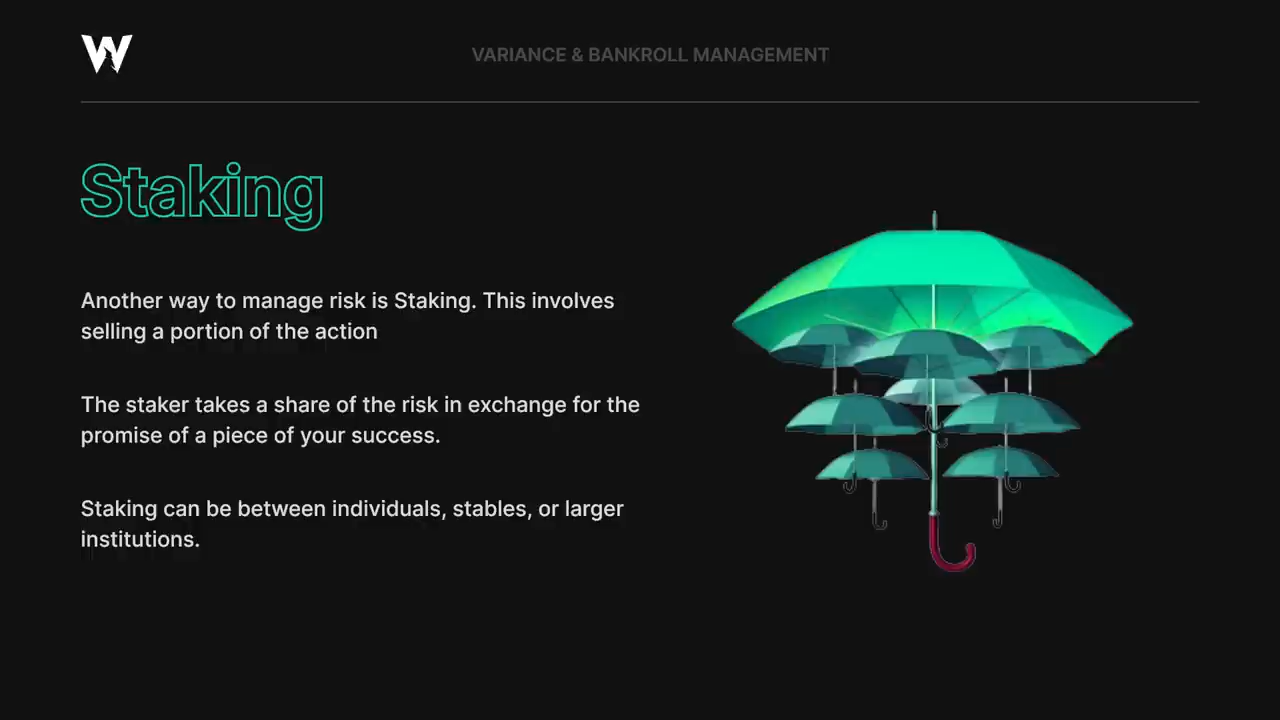 W
VARIANCE & BANKROLL MANAGEMENT
Staking
Another way to manage risk is Staking. This involves
selling a portion of the action
The staker takes a share of the risk in exchange for the
promise of a piece of your success.
Staking can be between individuals, stables, or larger
institutions.